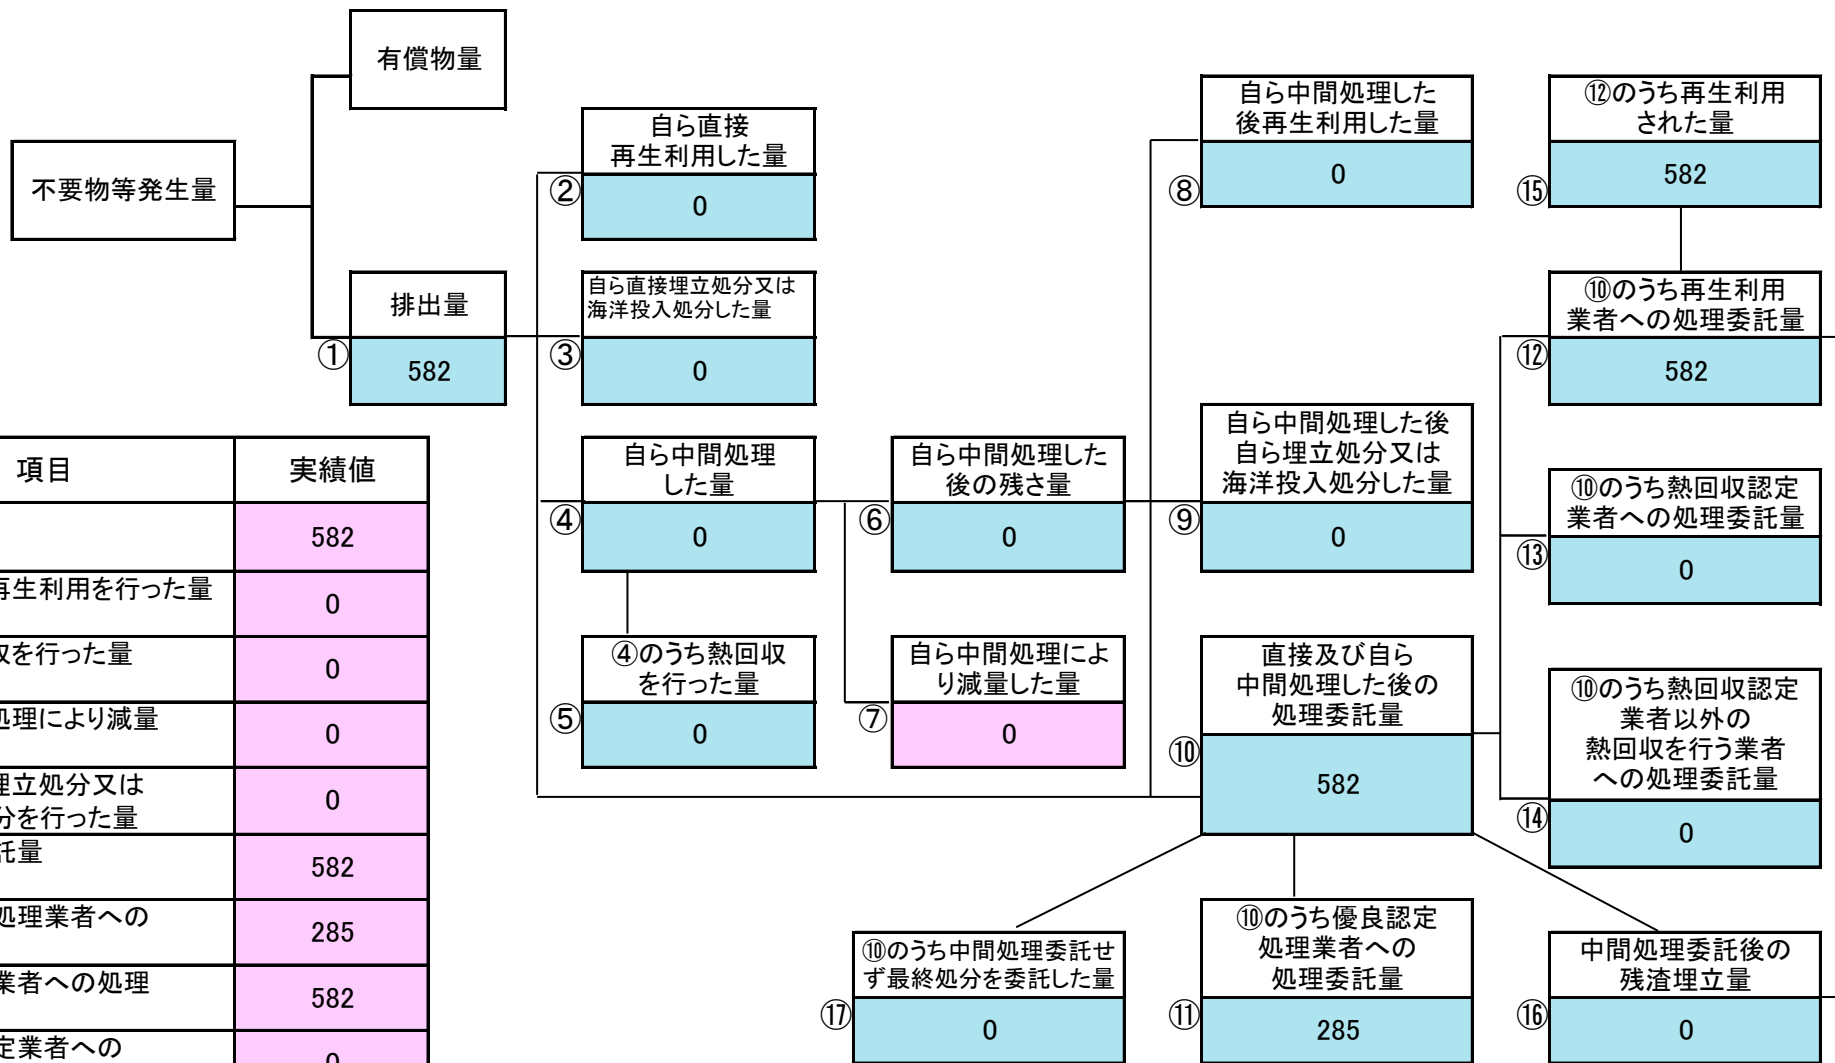 有償物量
不要物等発生量
排出量
①
582
自ら直接
再生利用した量
②
0
自ら直接埋立処分又は
海洋投入処分した量
③
0
自ら中間処理
した量
④
0
④のうち熱回収
を行った量
⑤
0
自ら中間処理した
後の残さ量
⑥
0
自ら中間処理によ
り減量した量
⑦
0
自ら中間処理した
後再生利用した量
⑧
0
自ら中間処理した後
自ら埋立処分又は
海洋投入処分した量
⑨
0
直接及び自ら
中間処理した後の
処理委託量
⑩
582
⑫のうち再生利用
された量
⑮
582
⑩のうち再生利用
業者への処理委託量
⑫
582
⑩のうち熱回収認定
業者への処理委託量
⑬
0
⑩のうち熱回収認定
業者以外の
熱回収を行う業者
への処理委託量
⑭
0
⑩のうち中間処理委託せ
ず最終処分を委託した量
⑰
0
⑩のうち優良認定
処理業者への
処理委託量
⑪
285
中間処理委託後の
残渣埋立量
⑯
0
項目 実績値
582
再生利用を行った量
0
を行った量
0
処理により減量
0
埋立処分又は
分を行った量
0
託量
582
処理業者への
285
業者への処理
582
定業者への
0